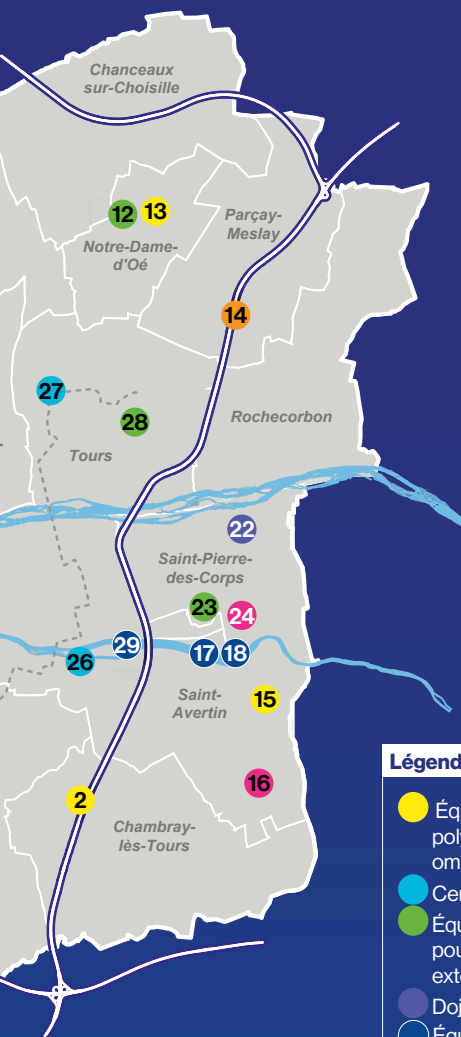 Chanceaux
sur-Choisille
12
13
Parçay-
Meslay
Notre-Dame-
d'Oé
14
27
28
Rochecorbon
Tours
22
Saint-Pierre-
des-Corps
23
24
29
17
18
26
Saint-
Avertin
15
16
2
Chambray-
lès-Tours
Légend
Éq
pol
om
Cer
Équ
pou
exte
Doj
Équ